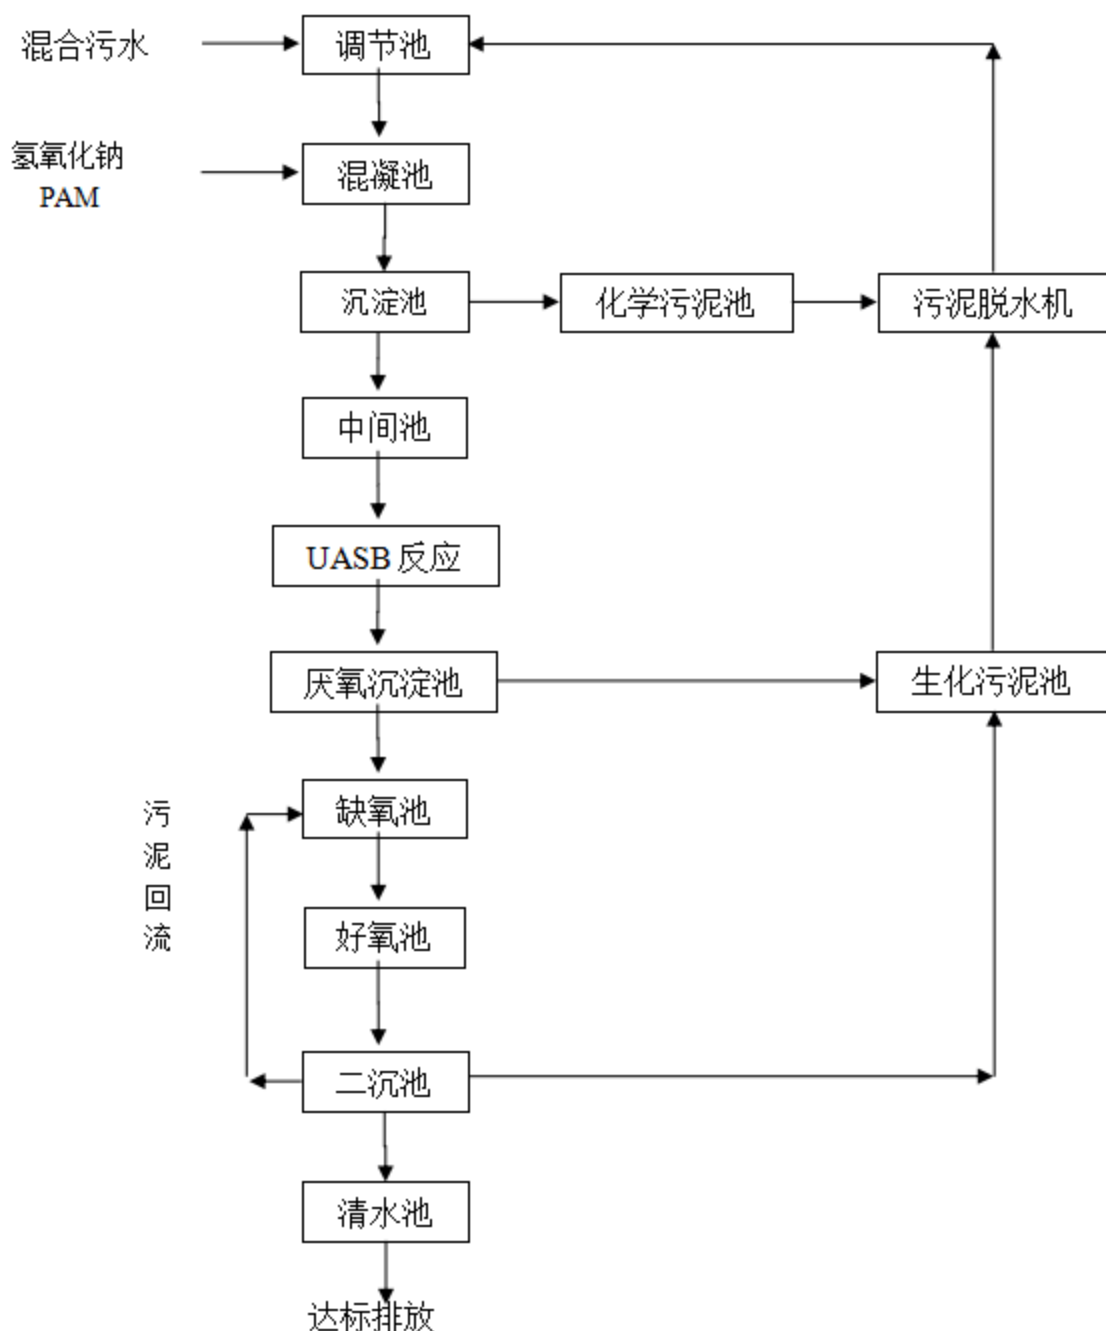 混合污水
调节池
氢氧化钠
PAM
混凝池
沉淀池
化学污泥池
污泥脱水机
中间池
UASB 反应
厌氧沉淀池
生化污泥池
缺氧池
污
泥
回
流
好氧池
二沉池
清水池
达标排放